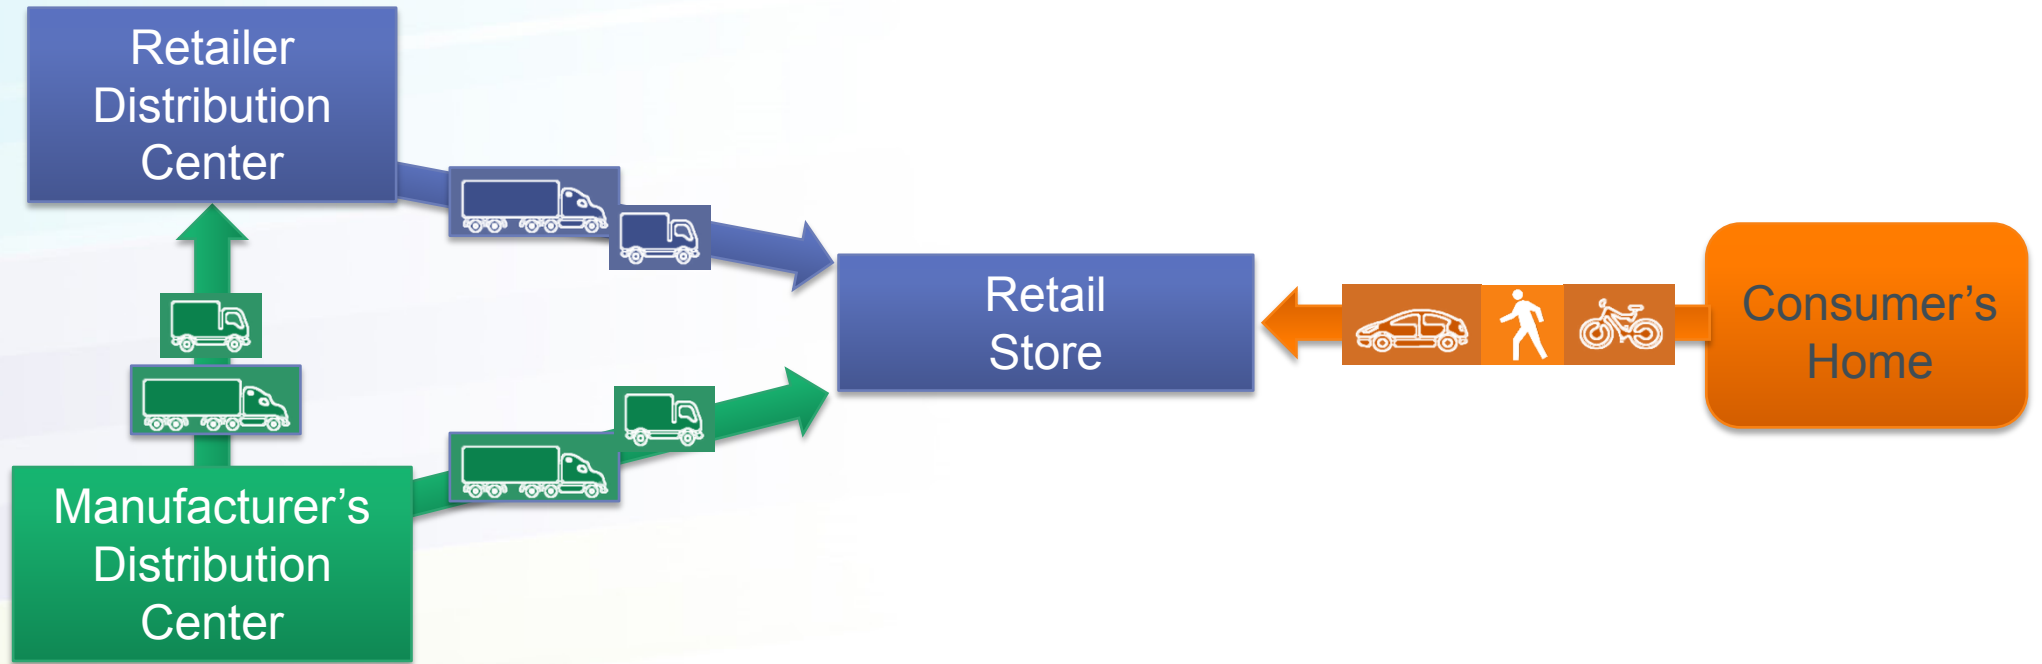 Retailer
Distribution
Center
Retail
Store
Consumer’s
Home
Manufacturer’s
Distribution
Center